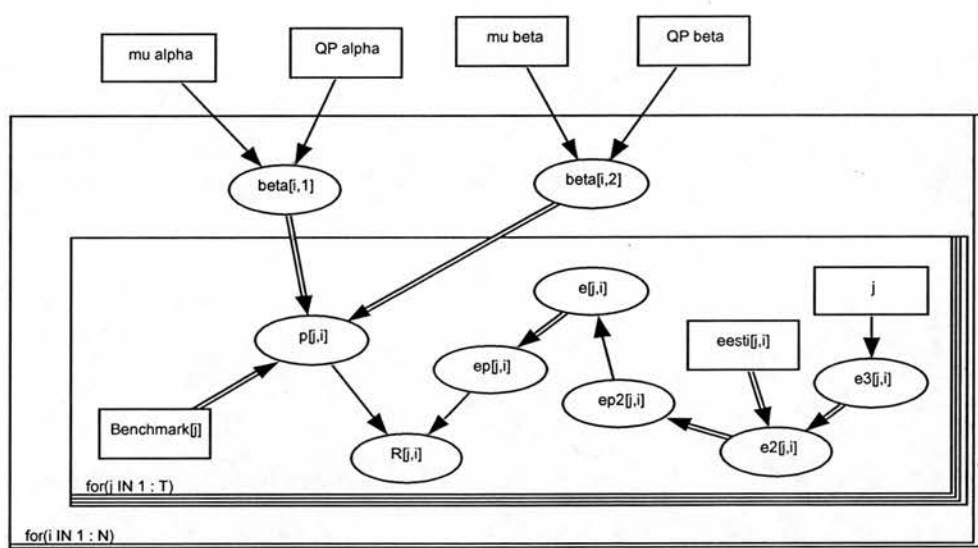 mu alpha
QP alpha
mu beta
QP beta
beta[i,1]
beta[i,2]
e[j,i]
j
p[j,i]
eesti[j,i]
ep[j,i]
e3[j,i]
ep2[j,i]
Benchmark[j]
R[j,i]
e2[j,i]
for(j IN 1 : T)
for(i IN 1 : N)